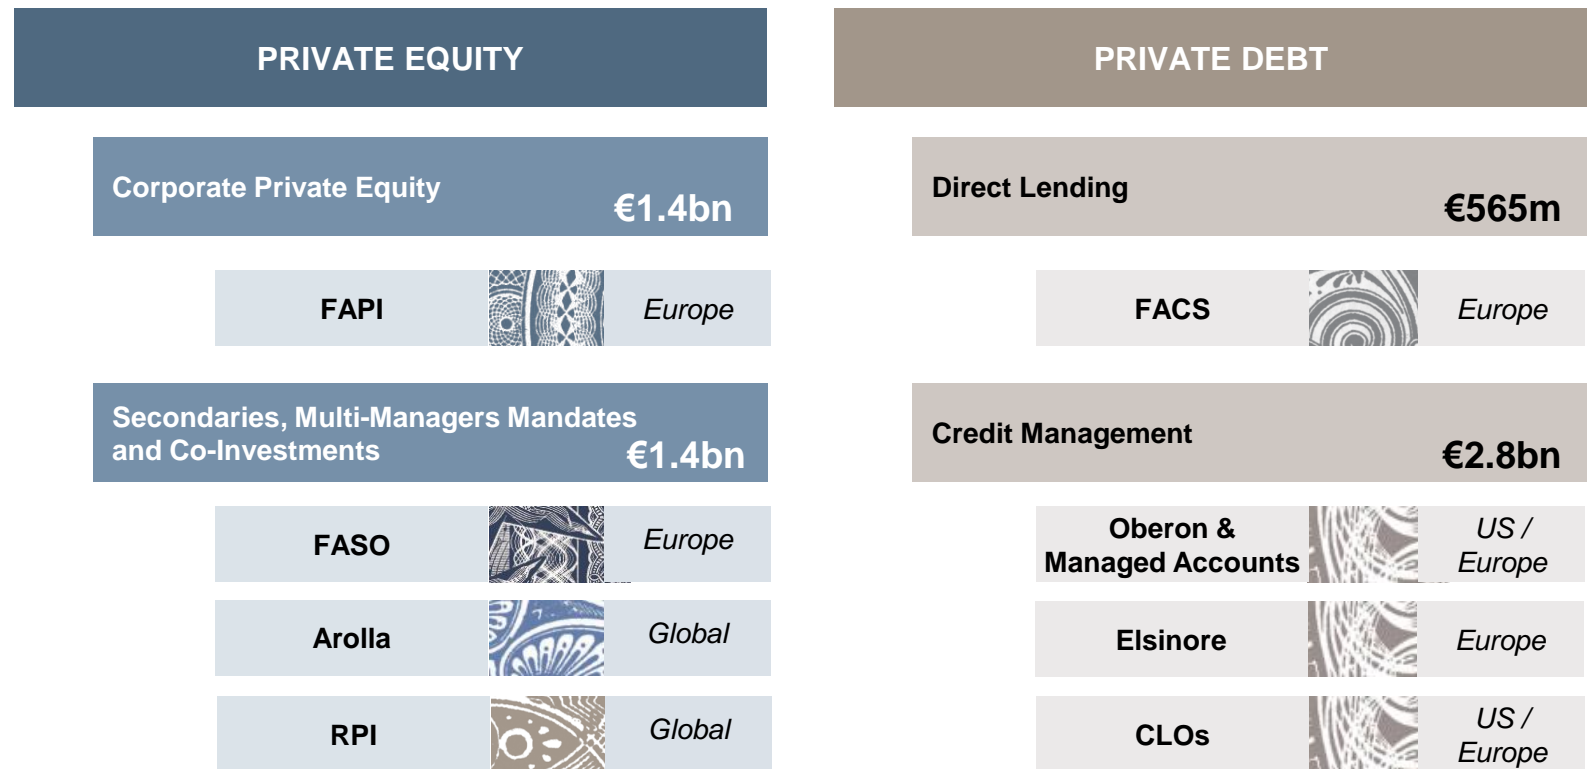 PRIVATE EQUITY
Corporate Private Equity
€1.4bn
FAPI
Europe
Secondaries, Multi-Managers Mandates
and Co-Investments
€1.4bn
FASO
Europe
Arolla
Global
RPI
Global
PRIVATE DEBT
Direct Lending
€565m
FACS
Europe
Credit Management
€2.8bn
Oberon &
Managed Accounts
US /
Europe
Elsinore
Europe
CLOs
US /
Europe